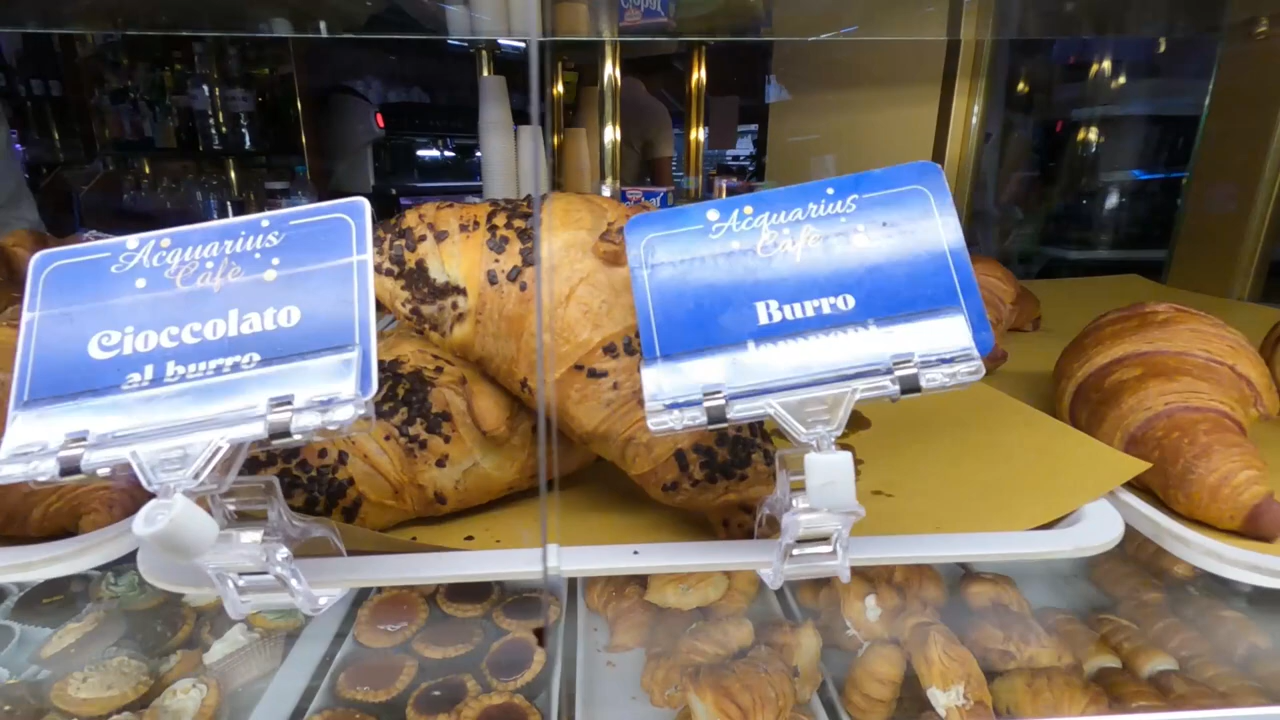 Acquarius
Cafè
Cioccolato
al burro
Acquarius
Cafè
Burro